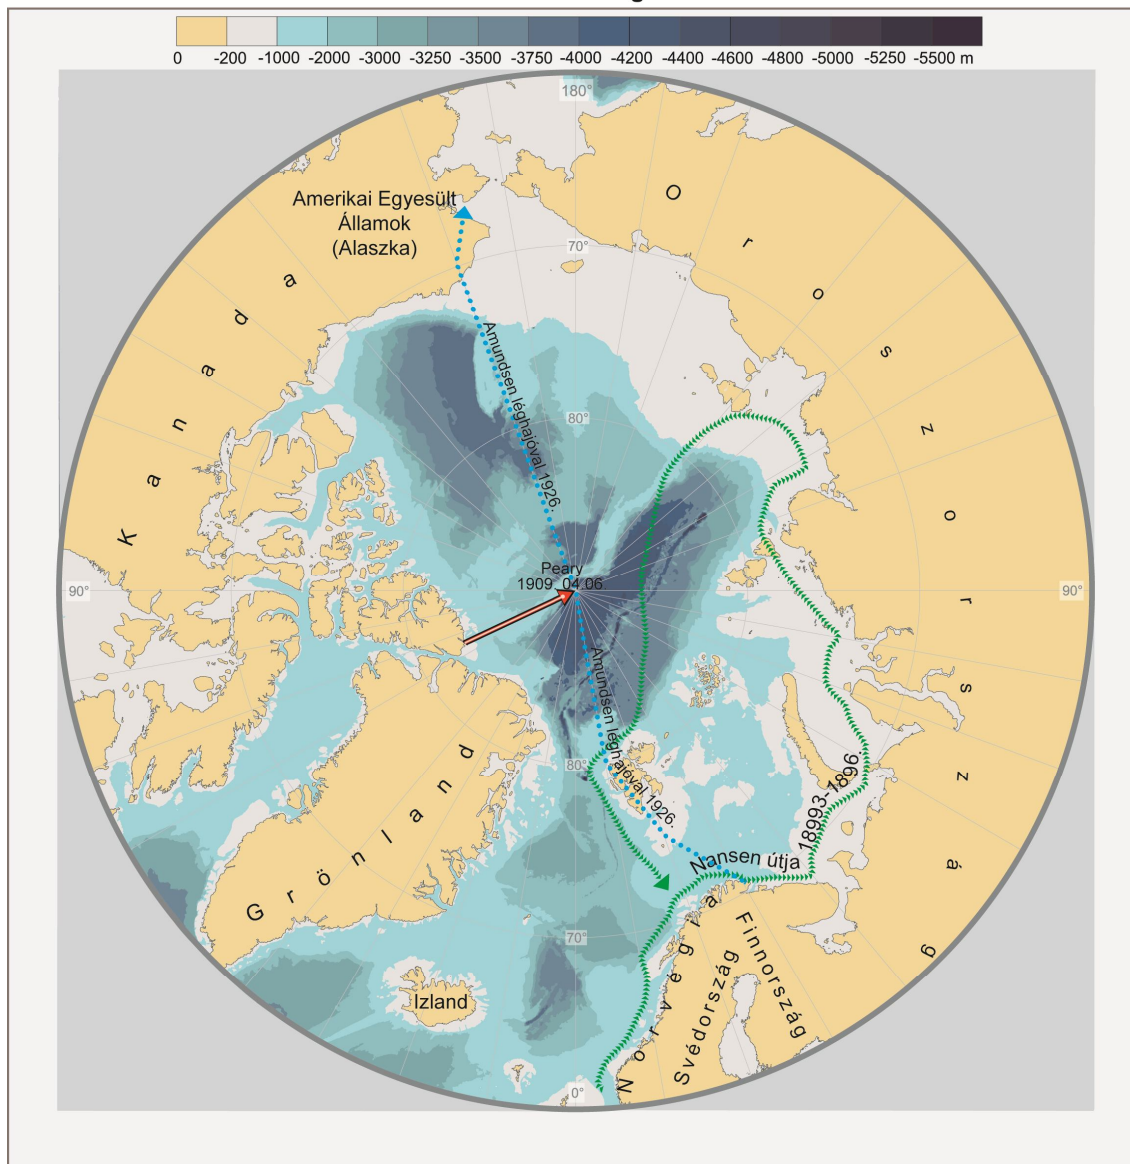 0 -200 -1000 -2000 -3000 -3250 -3500 -3750 -4000 -4200 -4400 -4600 -4800 -5000 -5250 -5500 m
180°
Amerikai Egyesült
Államok
(Alaszka)
70°
Oroszország
Kanada
Amundsen léghajóval 1926.
80°
Peary
1909. 04.06
90°
90°
Amundsen léghajóval 1926.
80°
Grönland
18993-1896.
Nansen útja
70°
Izland
Norvégia
Svédország
Finnország
0°